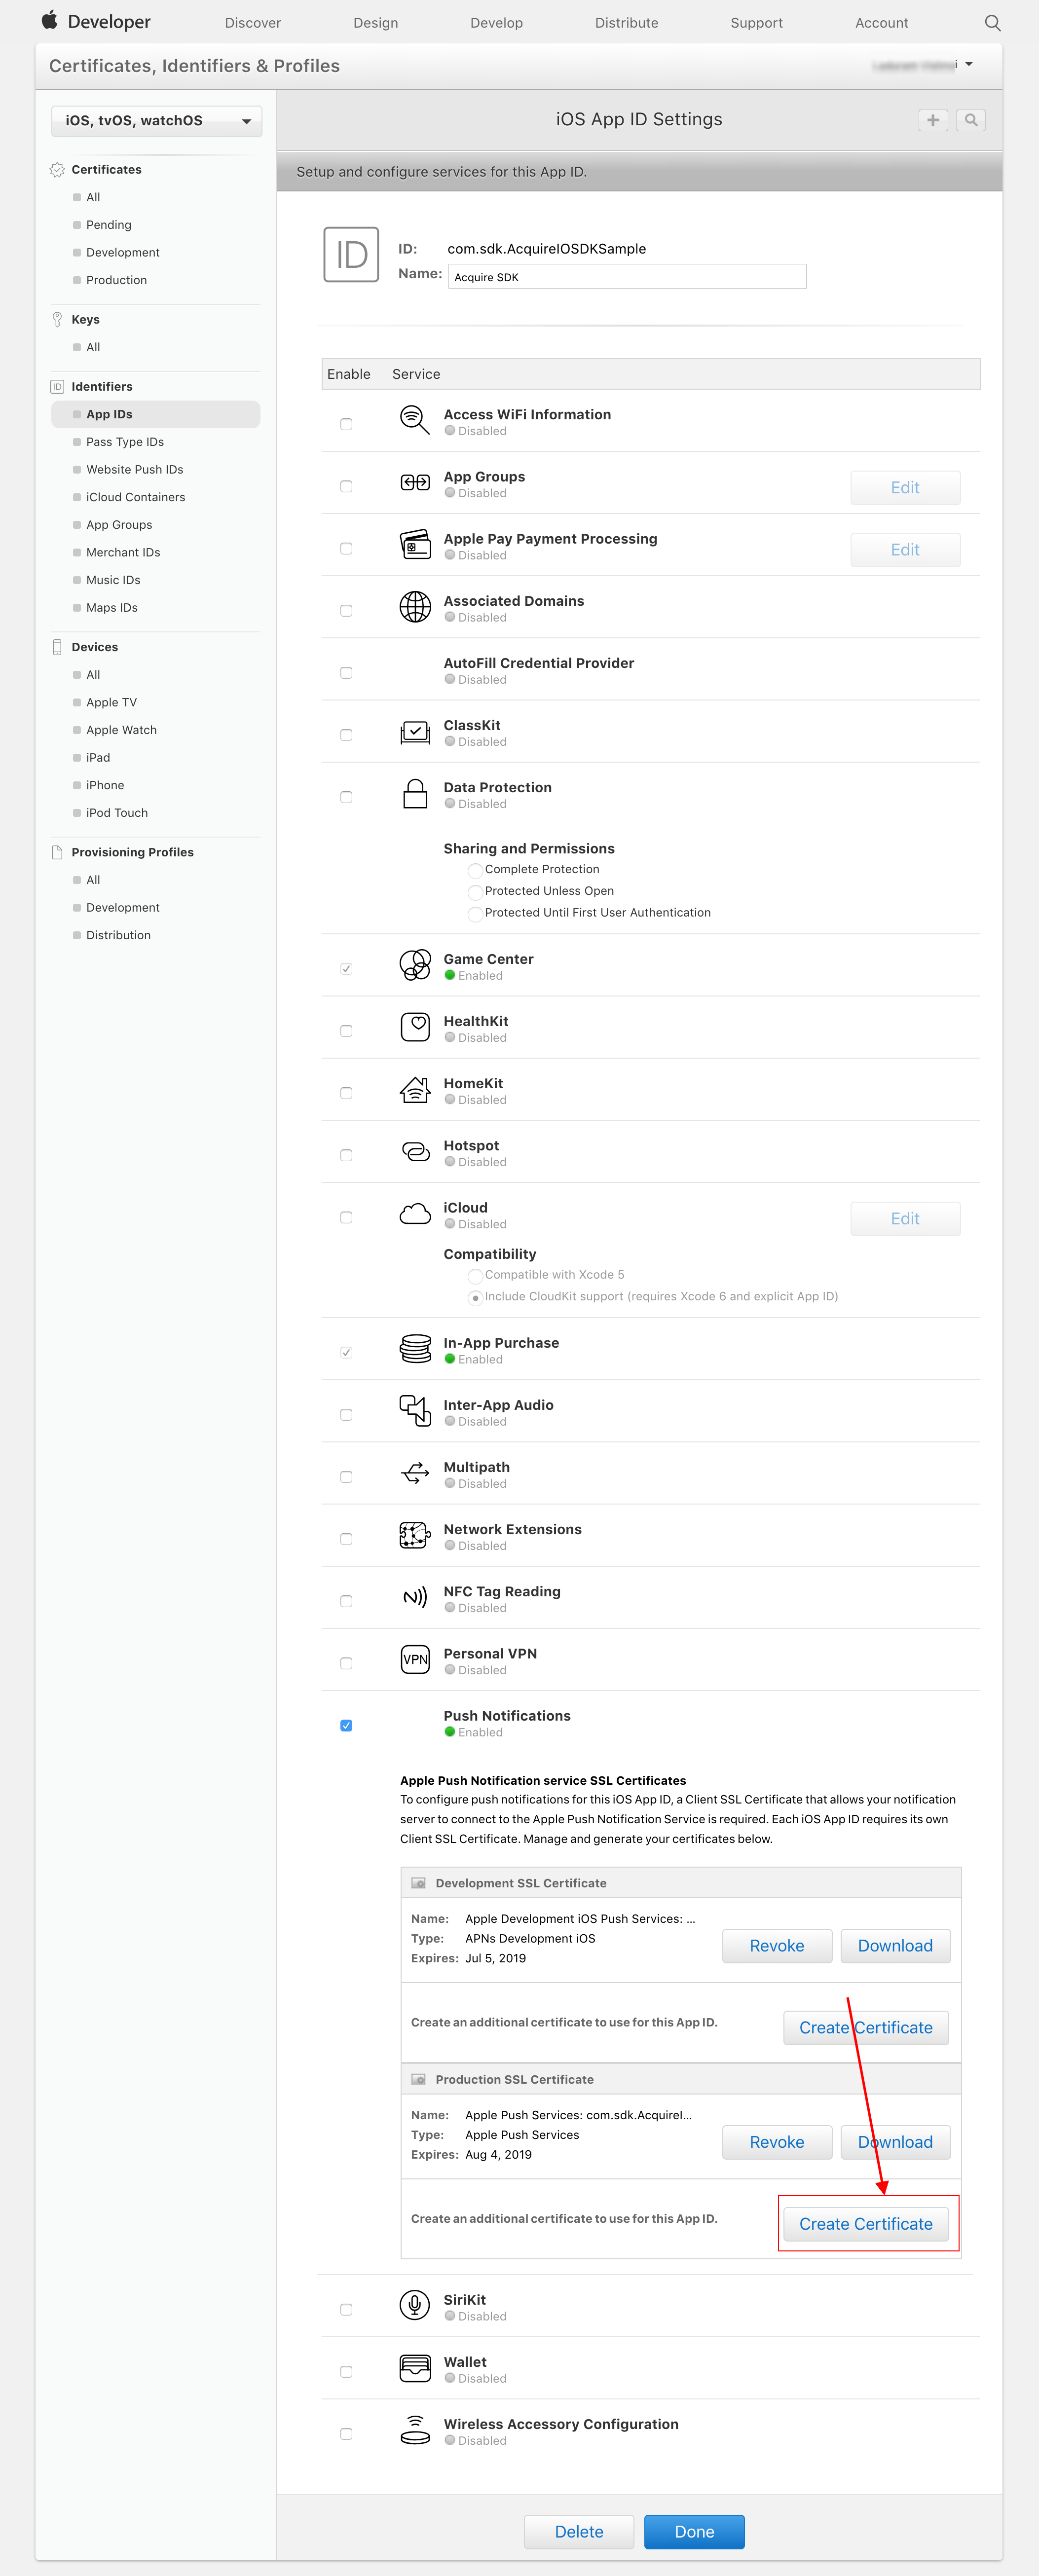 Developer
Discover
Design
Develop
Distribute
Support
Account
Certificates, Identifiers & Profiles
iOS, tvOS, watchOS
Certificates
All
Pending
Development
Production
Keys
All
ID Identifiers
App IDs
Pass Type IDs
Website Push IDs
iCloud Containers
App Groups
Merchant IDs
Music IDs
Maps IDs
Devices
All
Apple TV
Apple Watch
iPad
iPhone
iPod Touch
Provisioning Profiles
All
Development
Distribution
iOS App ID Settings
Setup and configure services for this App ID.
ID
ID: com.sdk.AcquireIOSDKSample
Name: Acquire SDK
Enable Service
Access WiFi Information
Disabled
App Groups
Disabled
Edit
Apple Pay Payment Processing
Disabled
Edit
Associated Domains
Disabled
AutoFill Credential Provider
Disabled
ClassKit
Disabled
Data Protection
Disabled
Sharing and Permissions
Complete Protection
Protected Unless Open
Protected Until First User Authentication
Game Center
Enabled
HealthKit
Disabled
HomeKit
Disabled
Hotspot
Disabled
iCloud
Disabled
Edit
Compatibility
Compatible with Xcode 5
Include CloudKit support (requires Xcode 6 and explicit App ID)
In-App Purchase
Enabled
Inter-App Audio
Disabled
Multipath
Disabled
Network Extensions
Disabled
NFC Tag Reading
Disabled
VPN
Personal VPN
Disabled
Push Notifications
Enabled
Apple Push Notification service SSL Certificates
To configure push notifications for this iOS App ID, a Client SSL Certificate that allows your notification
server to connect to the Apple Push Notification Service is required. Each iOS App ID requires its own
Client SSL Certificate. Manage and generate your certificates below.
Development SSL Certificate
Name: Apple Development iOS Push Services: ...
Type: APNs Development iOS
Expires: Jul 5, 2019
Revoke
Download
Create an additional certificate to use for this App ID.
Create Certificate
Production SSL Certificate
Name: Apple Push Services: com.sdk.AcquireI...
Type: Apple Push Services
Expires: Aug 4, 2019
Revoke
Download
Create an additional certificate to use for this App ID.
Create Certificate
SiriKit
Disabled
Wallet
Disabled
Wireless Accessory Configuration
Disabled
Delete
Done